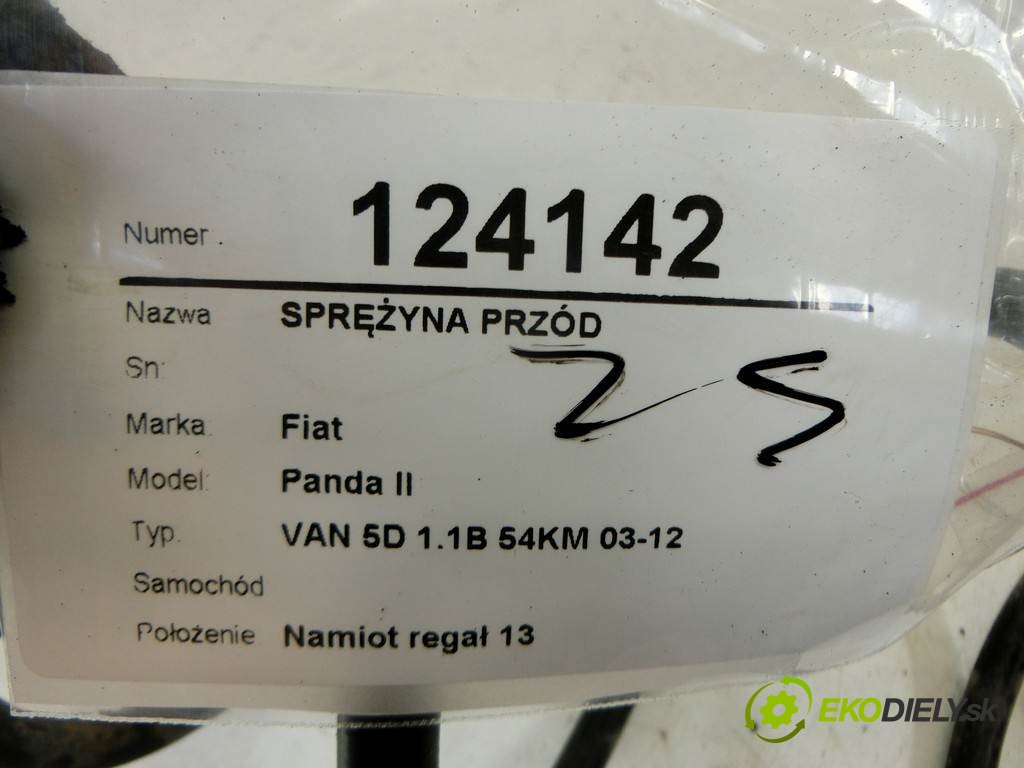 Numer. 124142
Nazwa SPRĘŻYNA PRZÓD
Sn:
Marka: Fiat
Model: Panda II
Typ. VAN 5D 1.1B 54KM 03-12
Samochód
Położenie Namiot regał 13
EKODIELY.sk